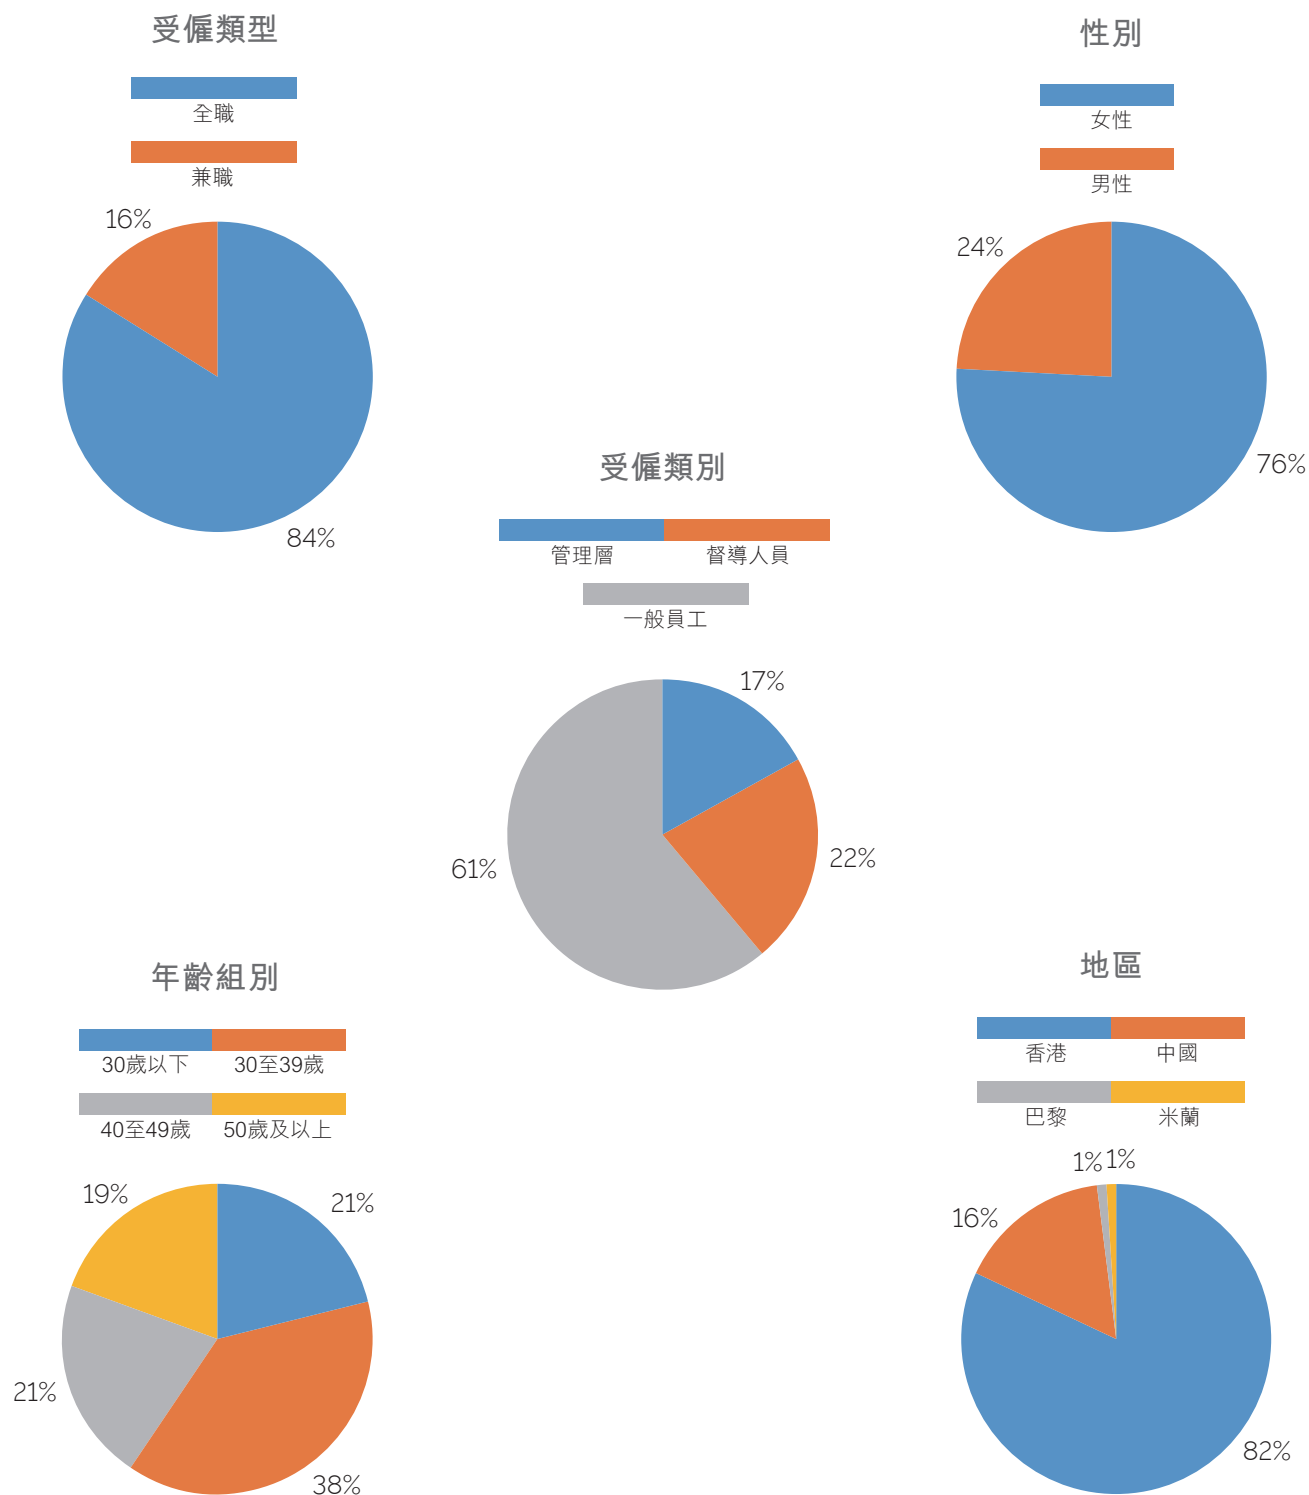 受僱類型
全職
兼職
16%
84%
性別
女性
男性
24%
76%
受僱類別
管理層 督導人員
一般員工
17%
22%
61%
年齡組別
30歲以下 30至39歲
40至49歲 50歲及以上
19%
21%
21%
38%
地區
香港 中國
巴黎 米蘭
1% 1%
16%
82%